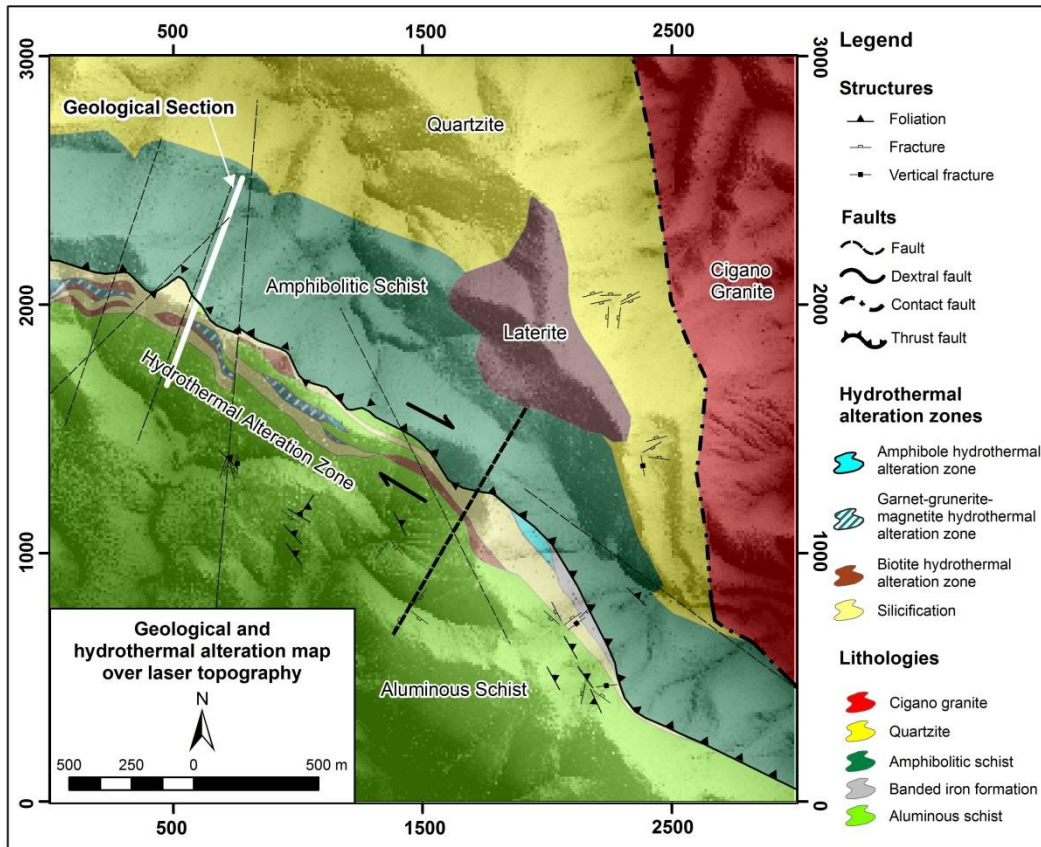 500 1500 2500
3000 3000
Geological Section
Quartzite
Cigano
Granite
Amphibolitic Schist
2000 2000
Laterite
Hydrothermal Alteration Zone
1000 1000
Aluminous Schist
Geological and
hydrothermal alteration map
over laser topography
N
500 250 0 500 m
0 0
500 1500 2500
Legend
Structures
Foliation
Fracture
Vertical fracture
Faults
Fault
Dextral fault
Contact fault
Thrust fault
Hydrothermal
alteration zones
Amphibole hydrothermal
alteration zone
Garnet-grunerite-
magnetite hydrothermal
alteration zone
Biotite hydrothermal
alteration zone
Silicification
Lithologies
Cigano granite
Quartzite
Amphibolitic schist
Banded iron formation
Aluminous schist